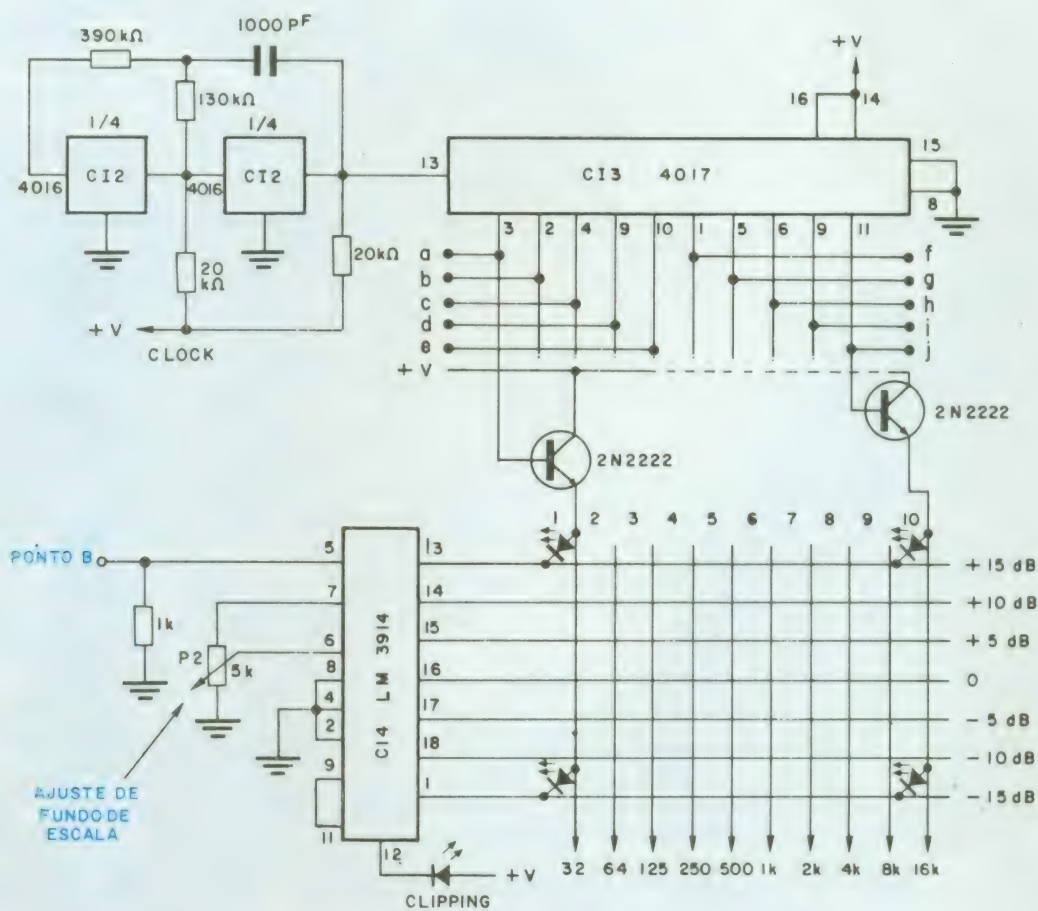 390kΩ
1000 PF
130kΩ
1/4
1/4
4016
CI2
4016
CI2
20
kΩ
20kΩ
+ V
CLOCK
+ V
16
14
13
CI3 4017
15
8
3 2 4 9 10 1 5 6 9 11
a
b
c
d
e
f
g
h
i
j
+ V
2N2222
2N2222
PONTO B
1k
P2
5k
AJUSTE DE
FUNDO DE
ESCALA
5
7
6
8
4
2
9
11
CI4 LM 3914
13
14
15
16
17
18
1
12
CLIPPING
+ V
1 2 3 4 5 6 7 8 9 10
+ 15 dB
+ 10 dB
+ 5 dB
0
- 5 dB
- 10 dB
- 15 dB
32 64 125 250 500 1k 2k 4k 8k 16k